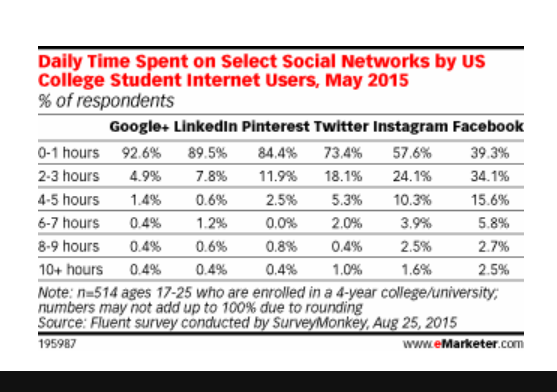 Daily Time Spent on Select Social Networks by US
College Student Internet Users, May 2015
% of respondents
Google+ LinkedIn Pinterest Twitter Instagram Facebook
0-1 hours 92.6% 89.5% 84.4% 73.4% 57.6% 39.3%
2-3 hours 4.9% 7.8% 11.9% 18.1% 24.1% 34.1%
4-5 hours 1.4% 0.6% 2.5% 5.3% 10.3% 15.6%
6-7 hours 0.4% 1.2% 0.0% 2.0% 3.9% 5.8%
8-9 hours 0.4% 0.6% 0.8% 0.4% 2.5% 2.7%
10+ hours 0.4% 0.4% 0.4% 1.0% 1.6% 2.5%
Note: n=514 ages 17-25 who are enrolled in a 4-year college/university;
numbers may not add up to 100% due to rounding
Source: Fluent survey conducted by SurveyMonkey, Aug 25, 2015
195987 www.eMarketer.com